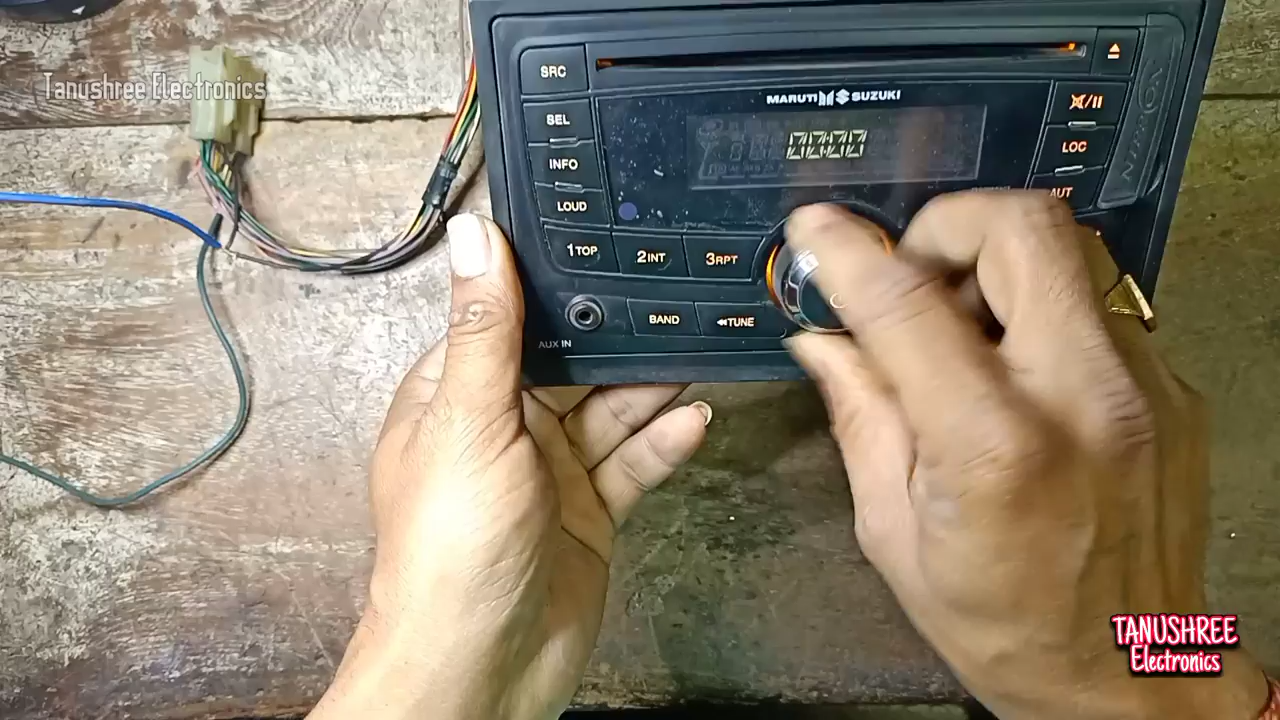 Tanushree Electronics
SRC
SEL
INFO
LOUD
MARUTI SUZUKI
0000
/II
LOC
AUT
1TOP
2INT
3RPT
BAND
TUNE
AUX IN
TANUSHREE
Electronics